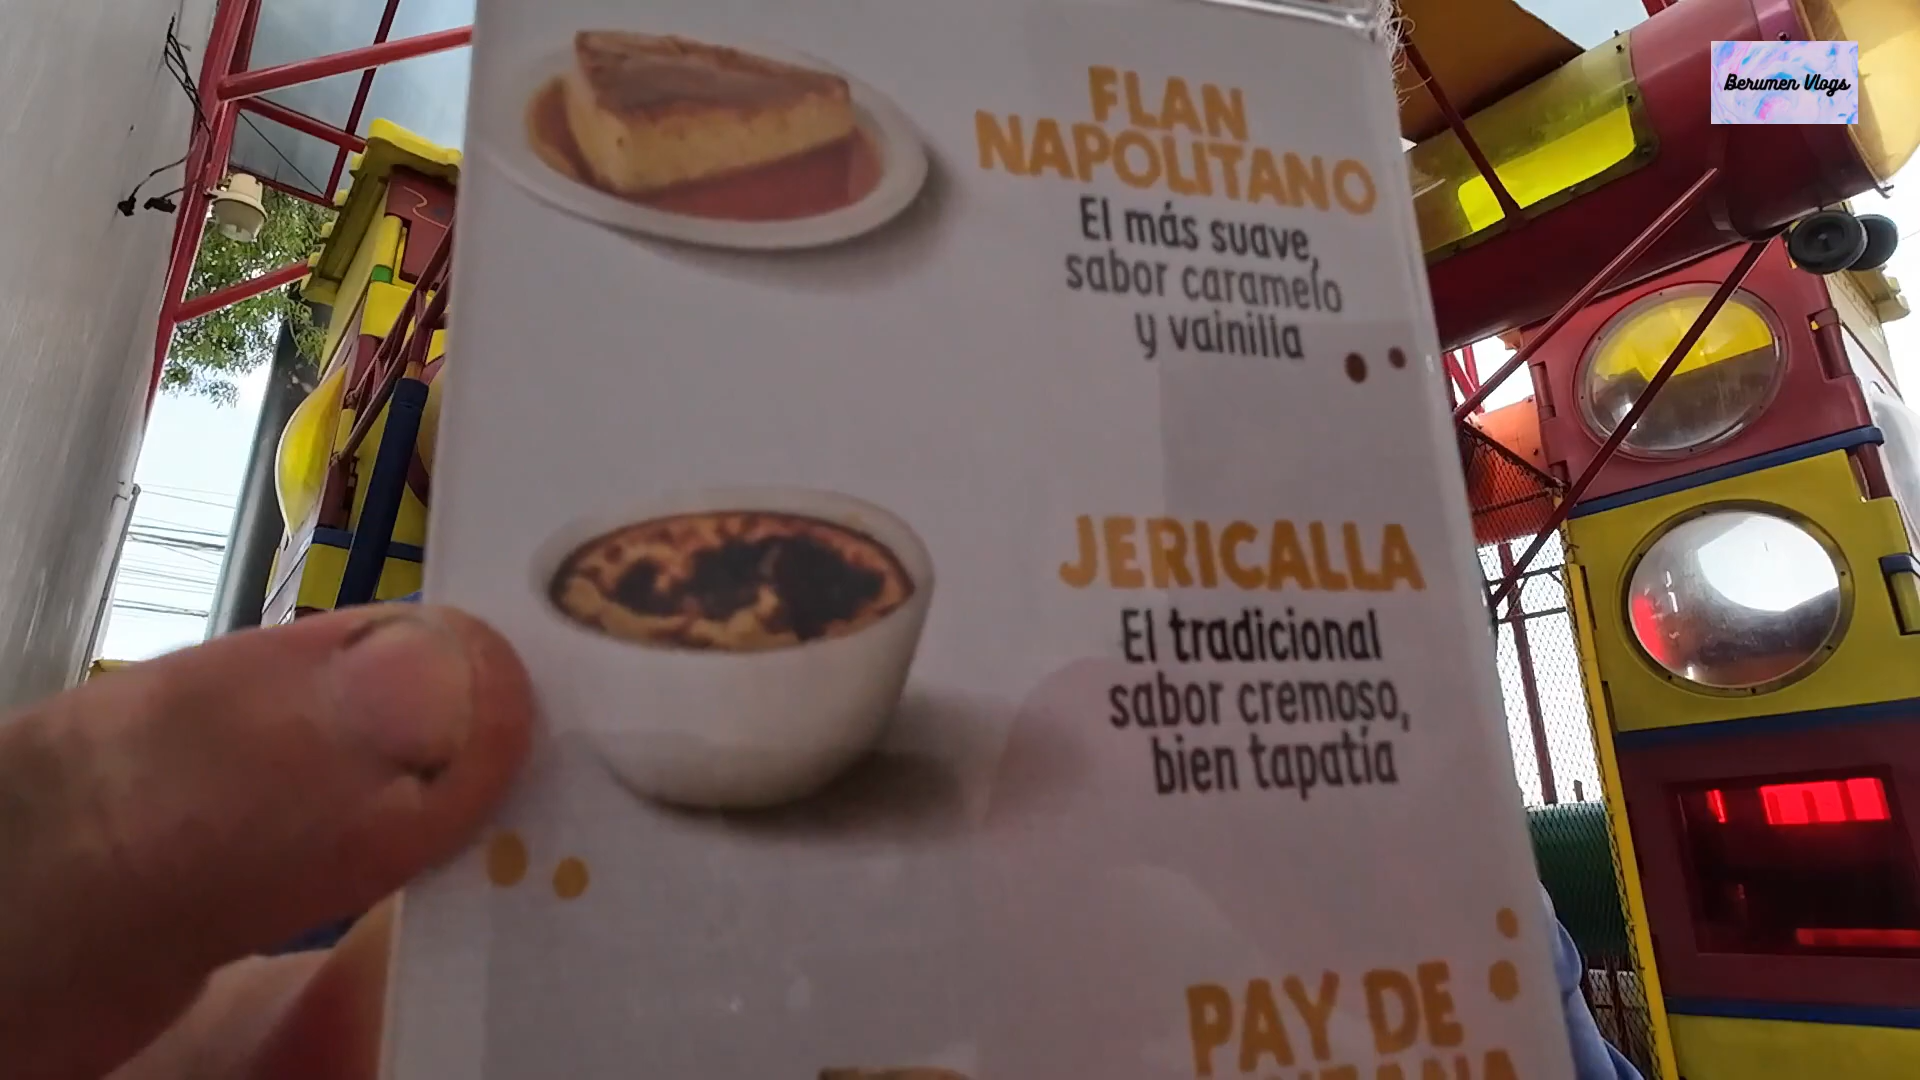 Berumen Vlogs
FLAN
NAPOLITANO
El más suave,
sabor caramelo
y vainilla
JERICALLA
El tradicional
sabor cremoso,
bien tapatía
PAY DE